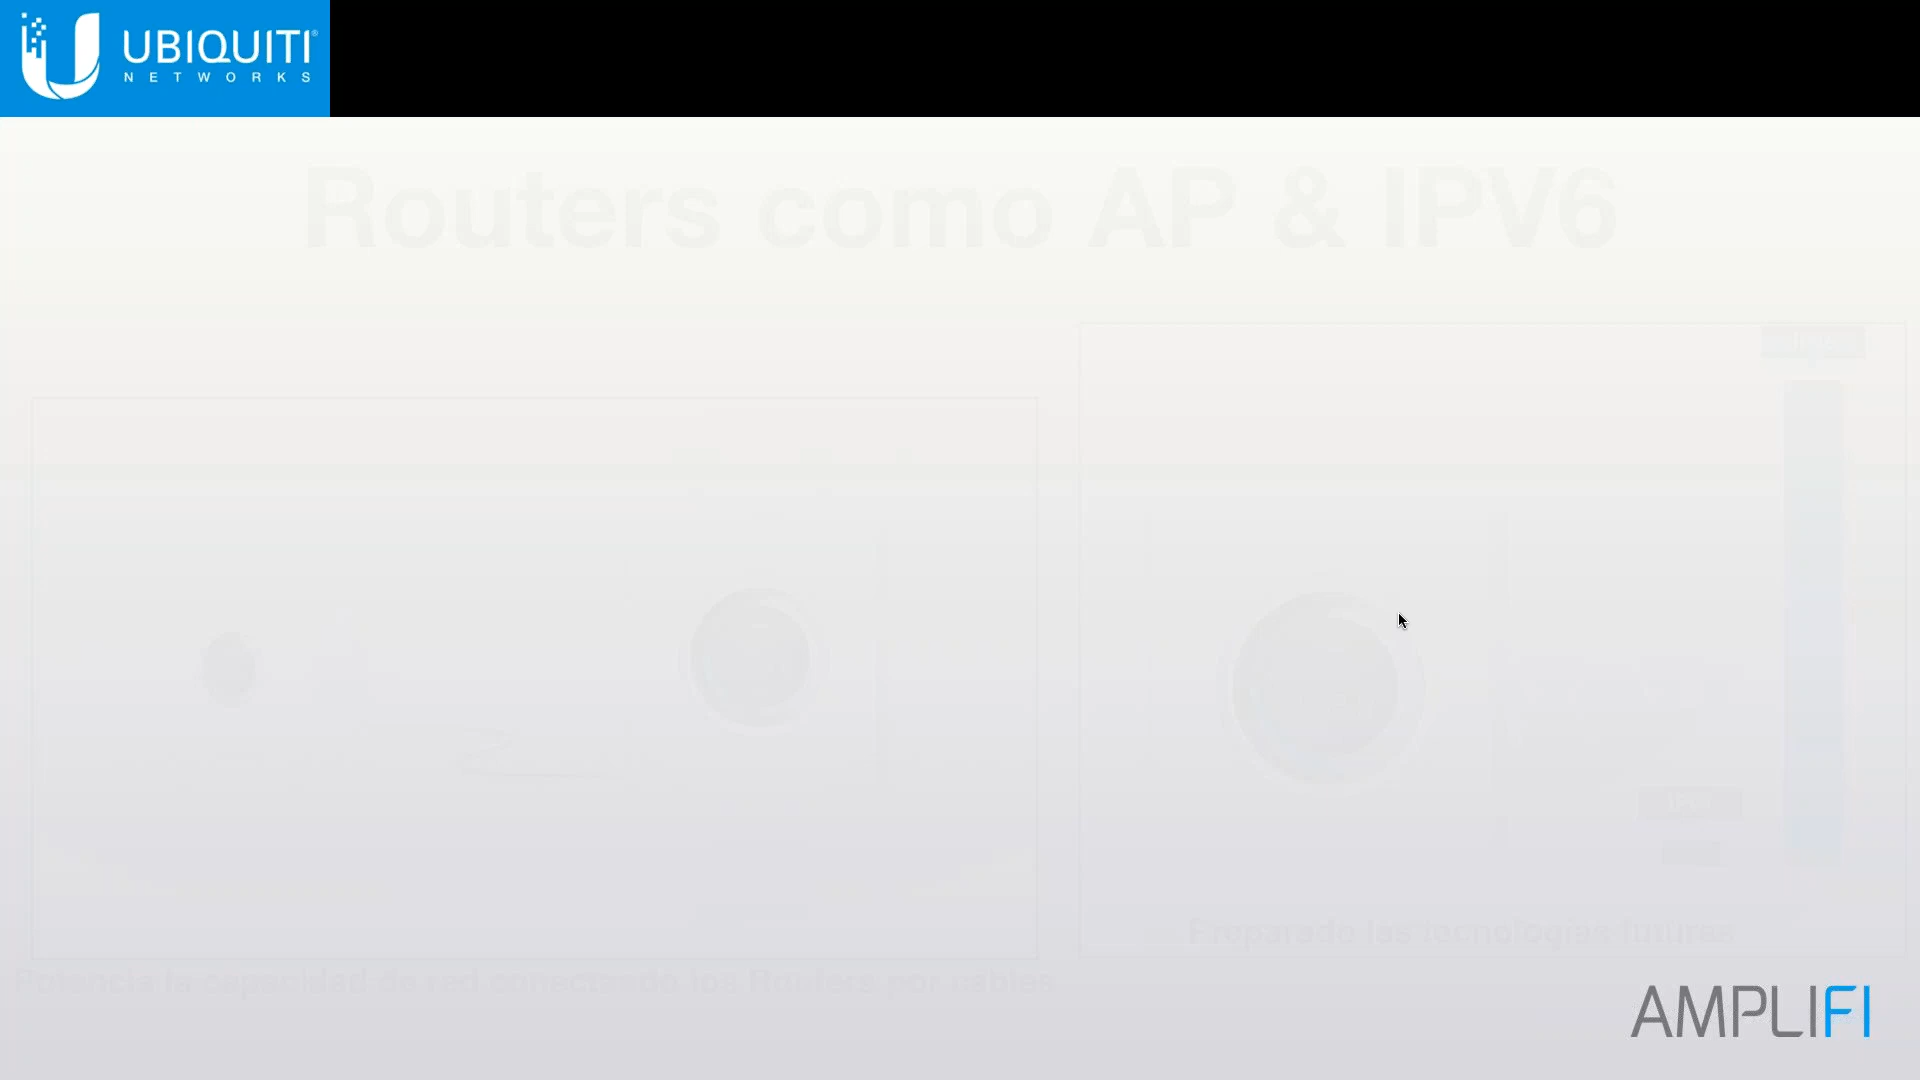 UBIQUITI®
NETWORKS
Routers como AP & IPV6
Preparado las tecnologias futuras
Potencia la capacidad de red conectando los Routers por cables
AMPLIFI